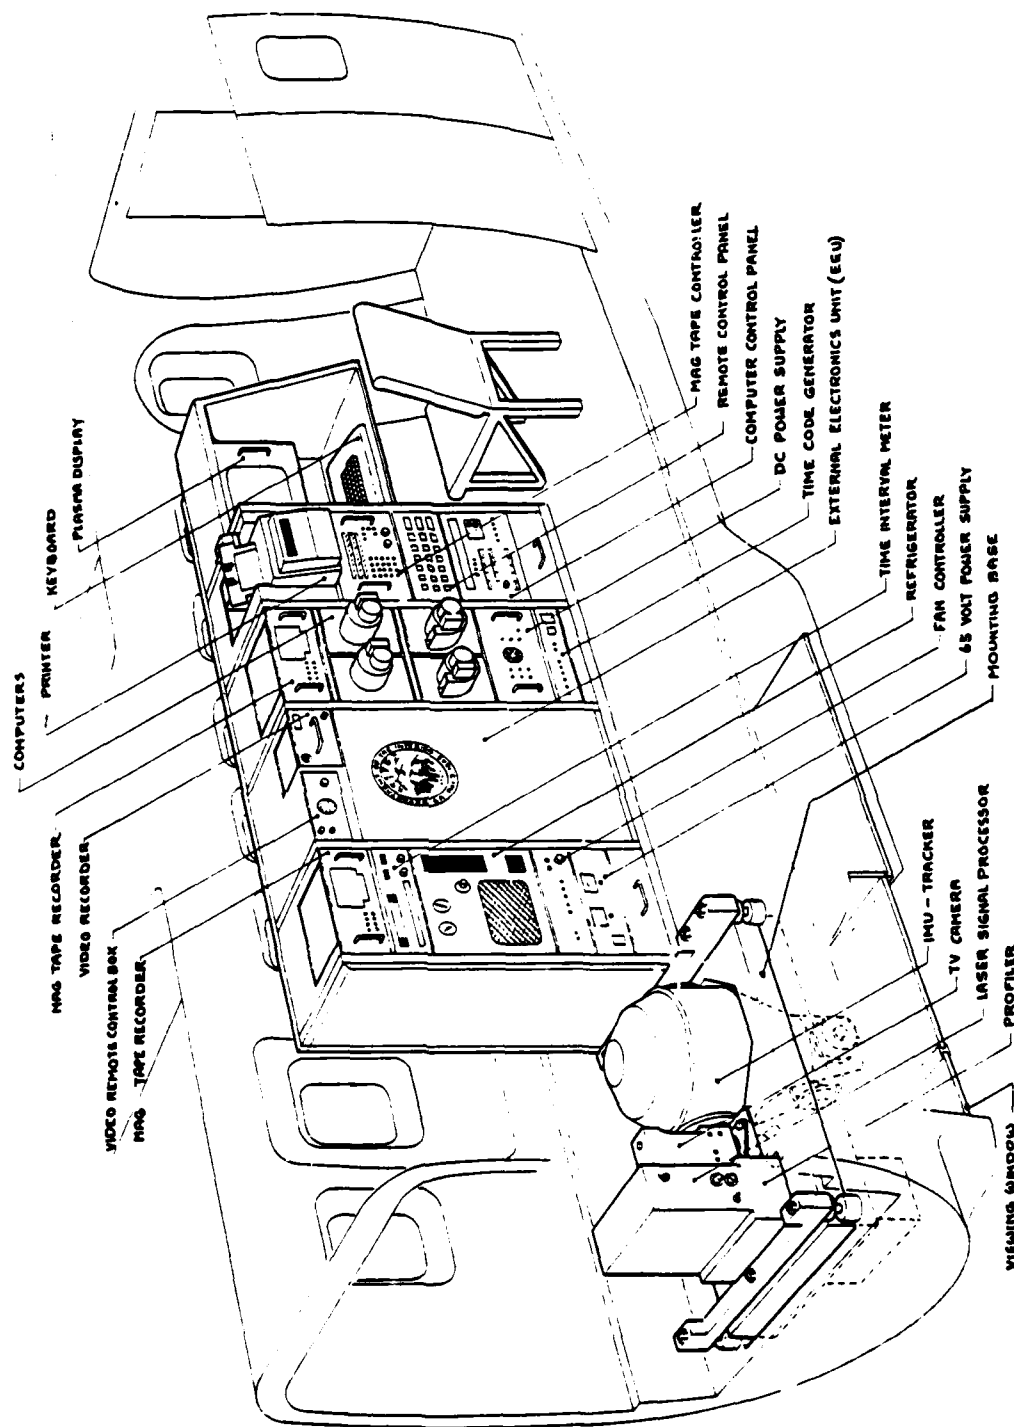 COMPUTERS
PRINTER
KEYBOARD
PLASMA DISPLAY
MAG TAPE RECORDER
VIDEO RECORDER
VIDEO REMOTE CONTROL BOX
MAG TAPE RECORDER
MAG TAPE CONTROLLER
REMOTE CONTROL PANEL
COMPUTER CONTROL PANEL
DC POWER SUPPLY
TIME CODE GENERATOR
EXTERNAL ELECTRONICS UNIT (EEU)
TIME INTERVAL METER
REFRIGERATOR
FAN CONTROLLER
65 VOLT POWER SUPPLY
MOUNTING BASE
IMU-TRACKER
TV CAMERA
LASER SIGNAL PROCESSOR
PROFILER
VIEWING WINDOW